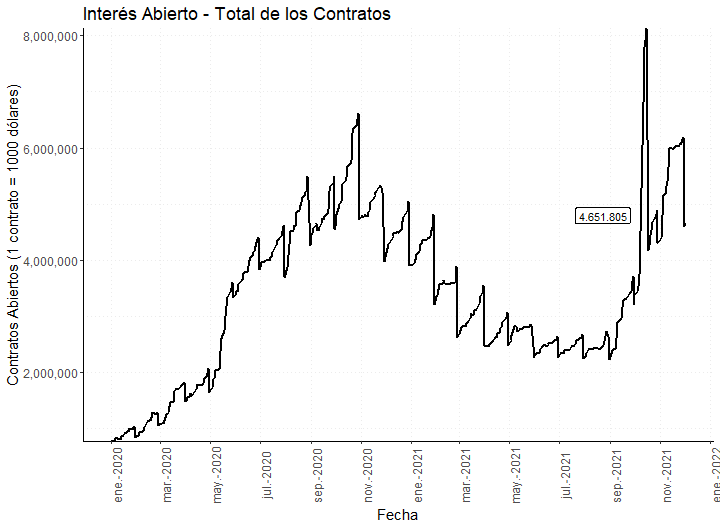 Interés Abierto - Total de los Contratos
Contratos Abiertos (1 contrato = 1000 dólares)
8,000,000
6,000,000
4,000,000
2,000,000
4.651.805
ene.-2020
mar.-2020
may.-2020
jul.-2020
sep.-2020
nov.-2020
ene.-2021
mar.-2021
may.-2021
jul.-2021
sep.-2021
nov.-2021
ene.-2022
Fecha